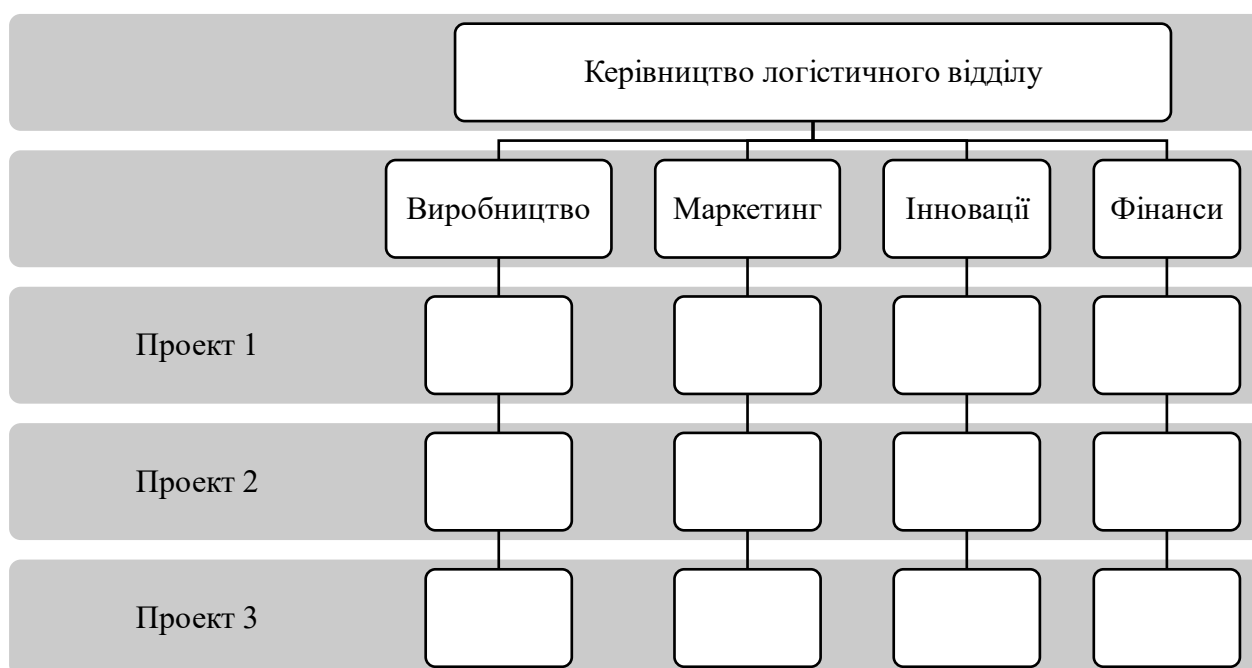 Керівництво логістичного відділу
Виробництво
Маркетинг
Інновації
Фінанси
Проект 1
Проект 2
Проект 3